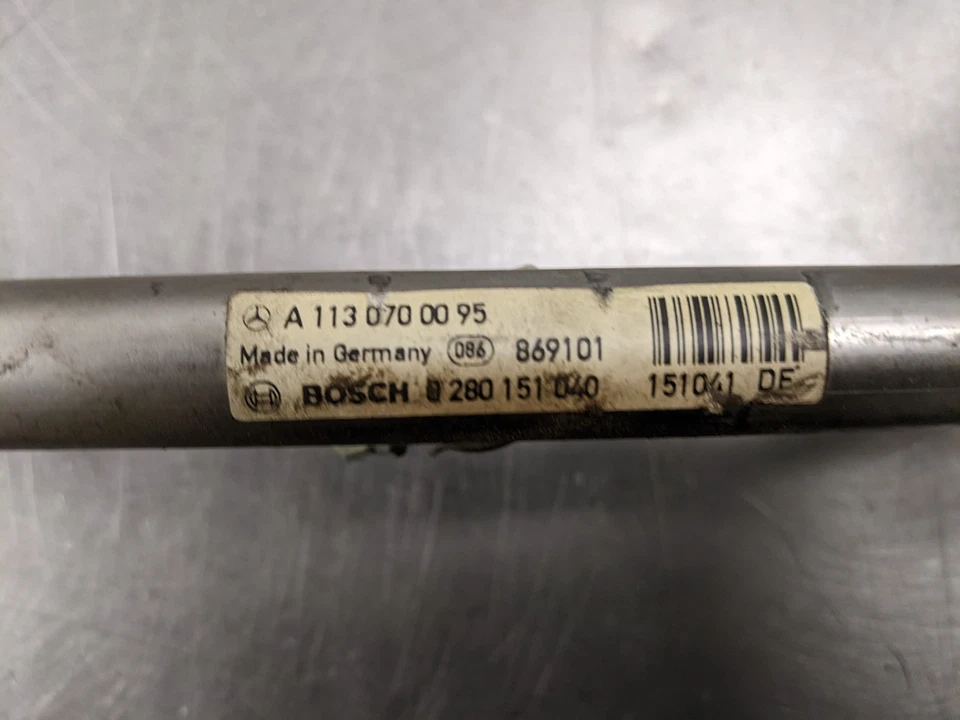 A 113 070 00 95
Made in Germany 086 869101
BOSCH 0 280 151 040
151041 DE